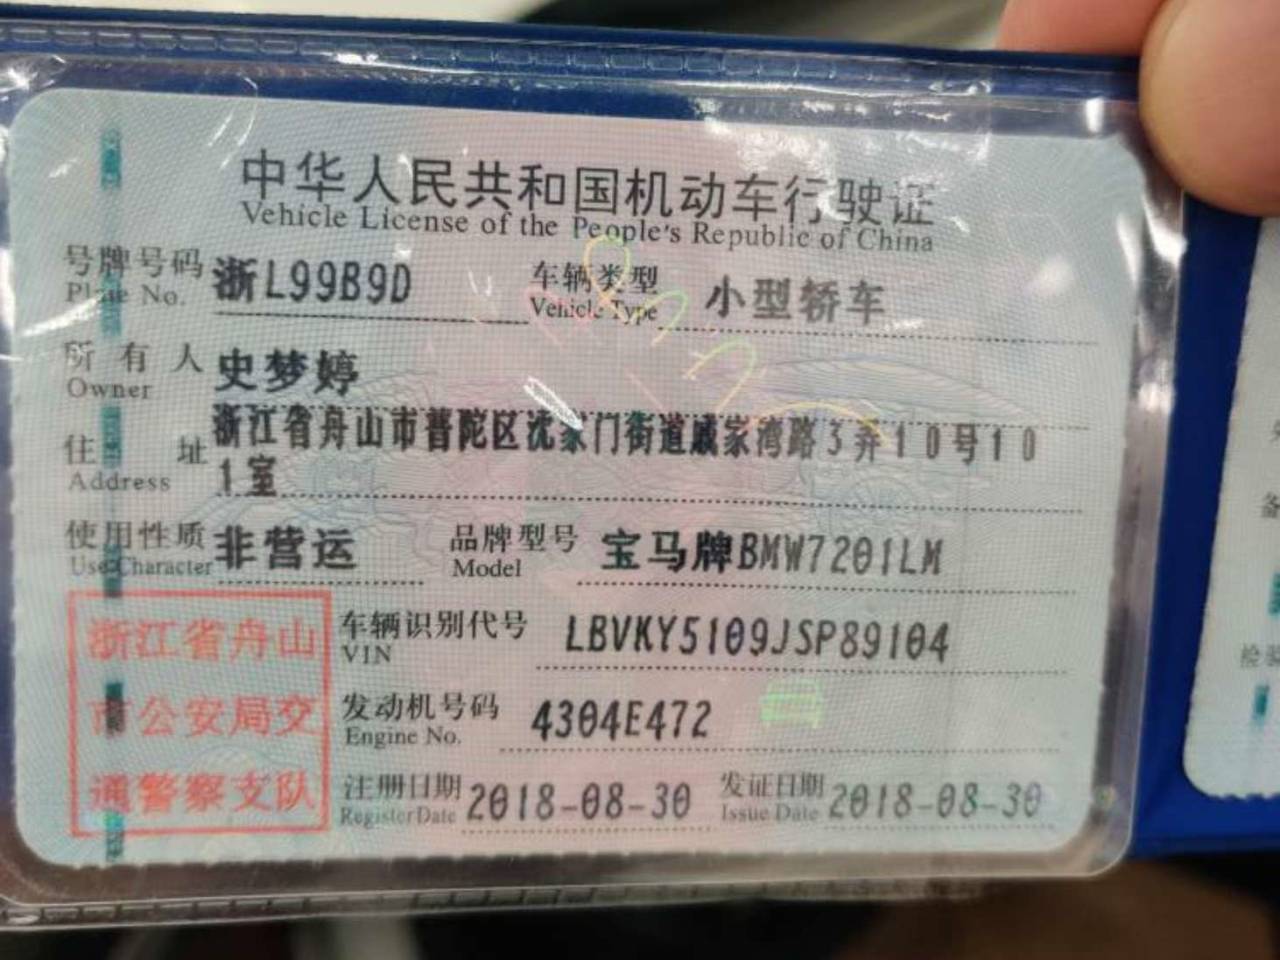 中华人民共和国机动车行驶证
Vehicle License of the People's Republic of China
号牌号码 浙L99B9D 车辆类型 小型轿车
Plate No. Vehicle Type
所有人 史梦婷
Owner
住址 浙江省舟山市普陀区沈家门街道戚家湾路3弄10号10
Address 1室
使用性质 非营运 品牌型号 宝马牌BMW7201LM
Use Character Model
浙江省舟山
市公安局交
通警察支队
车辆识别代号 LBVKY5109JSP89104
VIN
发动机号码 4304E472
Engine No.
注册日期 2018-08-30 发证日期 2018-08-30
Register Date Issue Date
检验